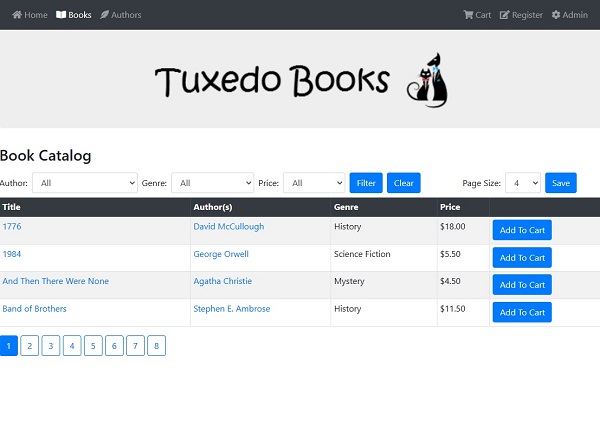 Home Books Authors Cart Register Admin
Tuxedo Books
Book Catalog
Author: All Genre: All Price: All Filter Clear Page Size: 4 Save
Title Author(s) Genre Price
1776 David McCullough History $18.00 Add To Cart
1984 George Orwell Science Fiction $5.50 Add To Cart
And Then There Were None Agatha Christie Mystery $4.50 Add To Cart
Band of Brothers Stephen E. Ambrose History $11.50 Add To Cart
1 2 3 4 5 6 7 8